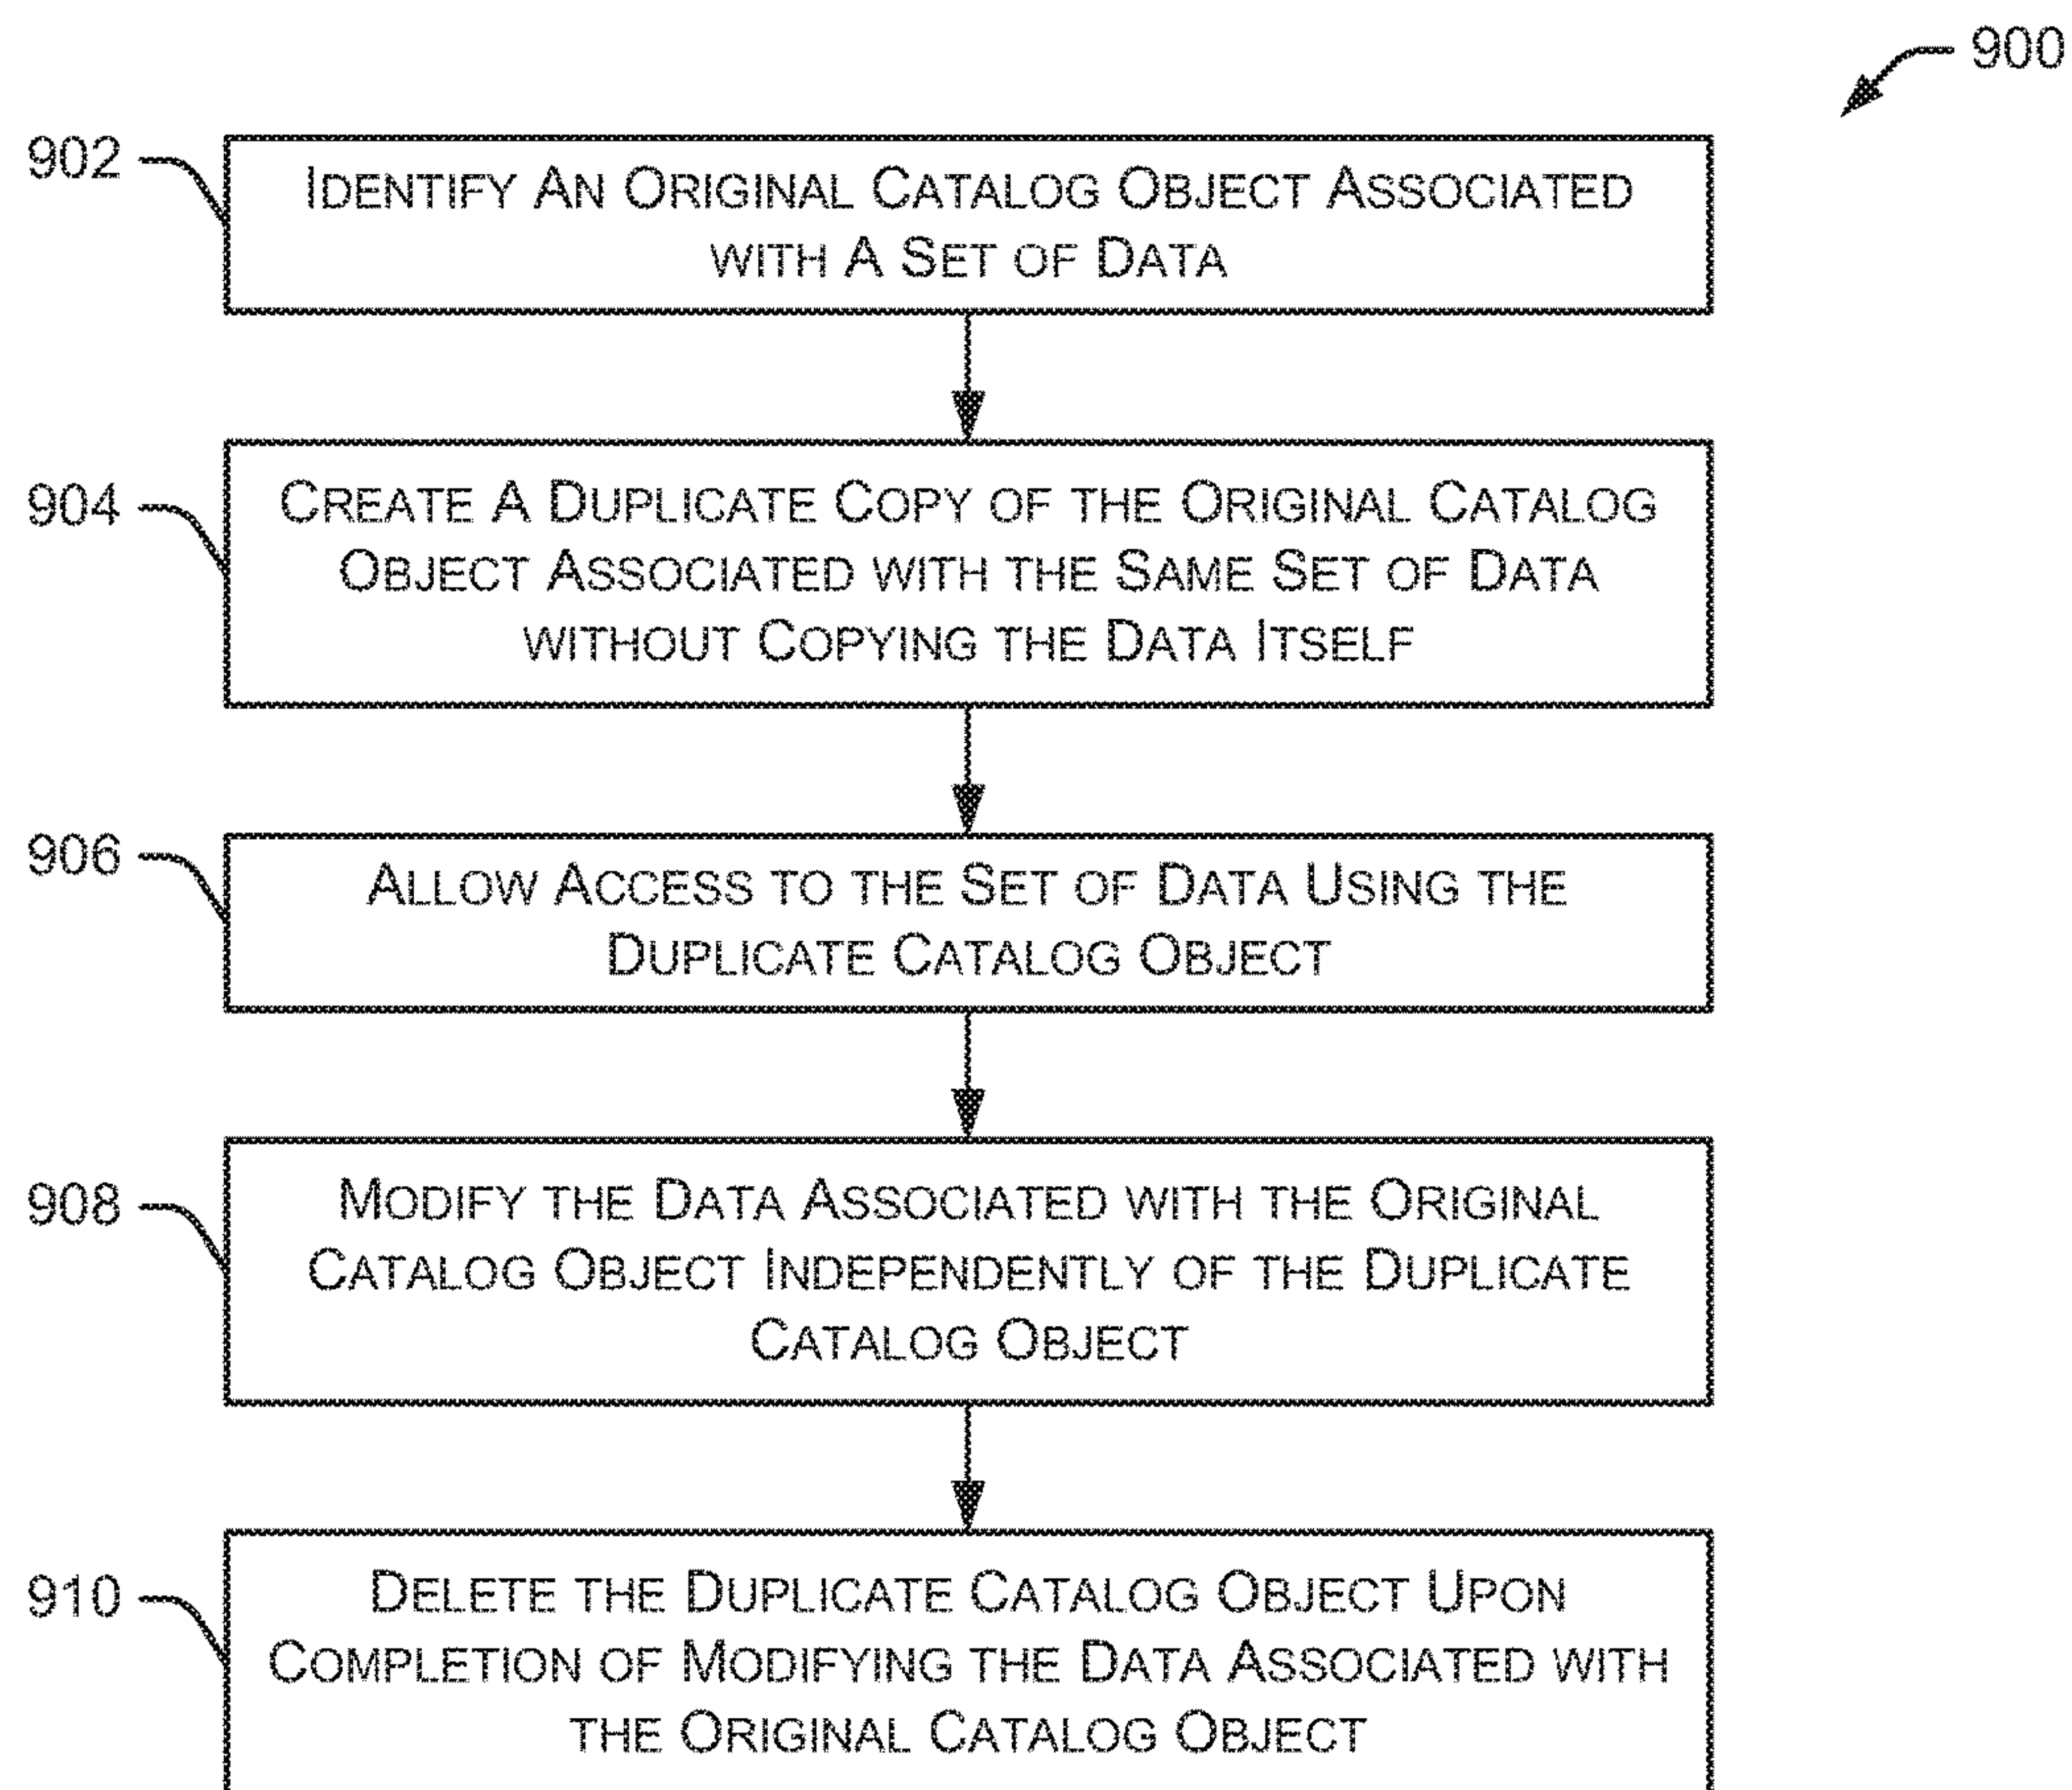 900
902
IDENTIFY AN ORIGINAL CATALOG OBJECT ASSOCIATED
WITH A SET OF DATA
904
CREATE A DUPLICATE COPY OF THE ORIGINAL CATALOG
OBJECT ASSOCIATED WITH THE SAME SET OF DATA
WITHOUT COPYING THE DATA ITSELF
906
ALLOW ACCESS TO THE SET OF DATA USING THE
DUPLICATE CATALOG OBJECT
908
MODIFY THE DATA ASSOCIATED WITH THE ORIGINAL
CATALOG OBJECT INDEPENDENTLY OF THE DUPLICATE
CATALOG OBJECT
910
DELETE THE DUPLICATE CATALOG OBJECT UPON
COMPLETION OF MODIFYING THE DATA ASSOCIATED WITH
THE ORIGINAL CATALOG OBJECT